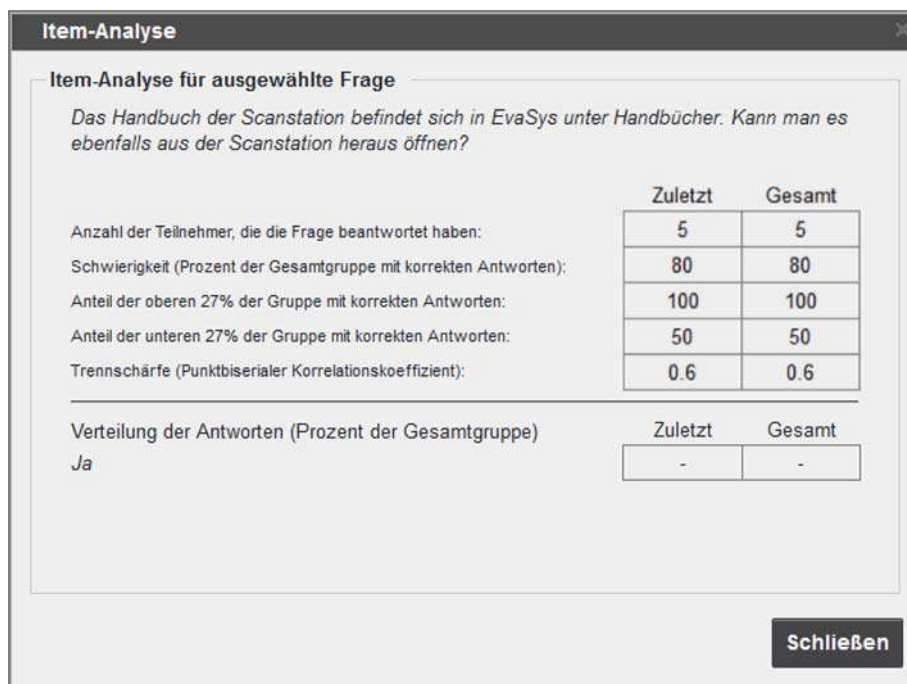 Item-Analyse
Item-Analyse für ausgewählte Frage
Das Handbuch der Scanstation befindet sich in EvaSys unter Handbücher. Kann man es
ebenfalls aus der Scanstation heraus öffnen?
Zuletzt Gesamt
Anzahl der Teilnehmer, die die Frage beantwortet haben: 5 5
Schwierigkeit (Prozent der Gesamtgruppe mit korrekten Antworten): 80 80
Anteil der oberen 27% der Gruppe mit korrekten Antworten: 100 100
Anteil der unteren 27% der Gruppe mit korrekten Antworten: 50 50
Trennschärfe (Punktbiserialer Korrelationskoeffizient): 0.6 0.6
Verteilung der Antworten (Prozent der Gesamtgruppe) Zuletzt Gesamt
Ja - -
Schließen